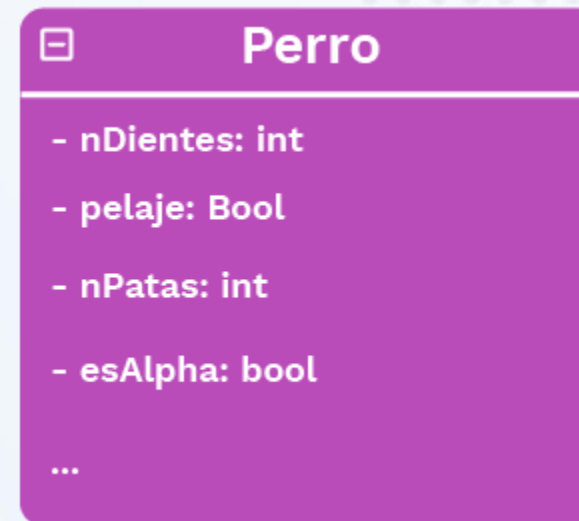 Perro
- nDientes: int
- pelaje: Bool
- nPatas: int
- esAlpha: bool
...